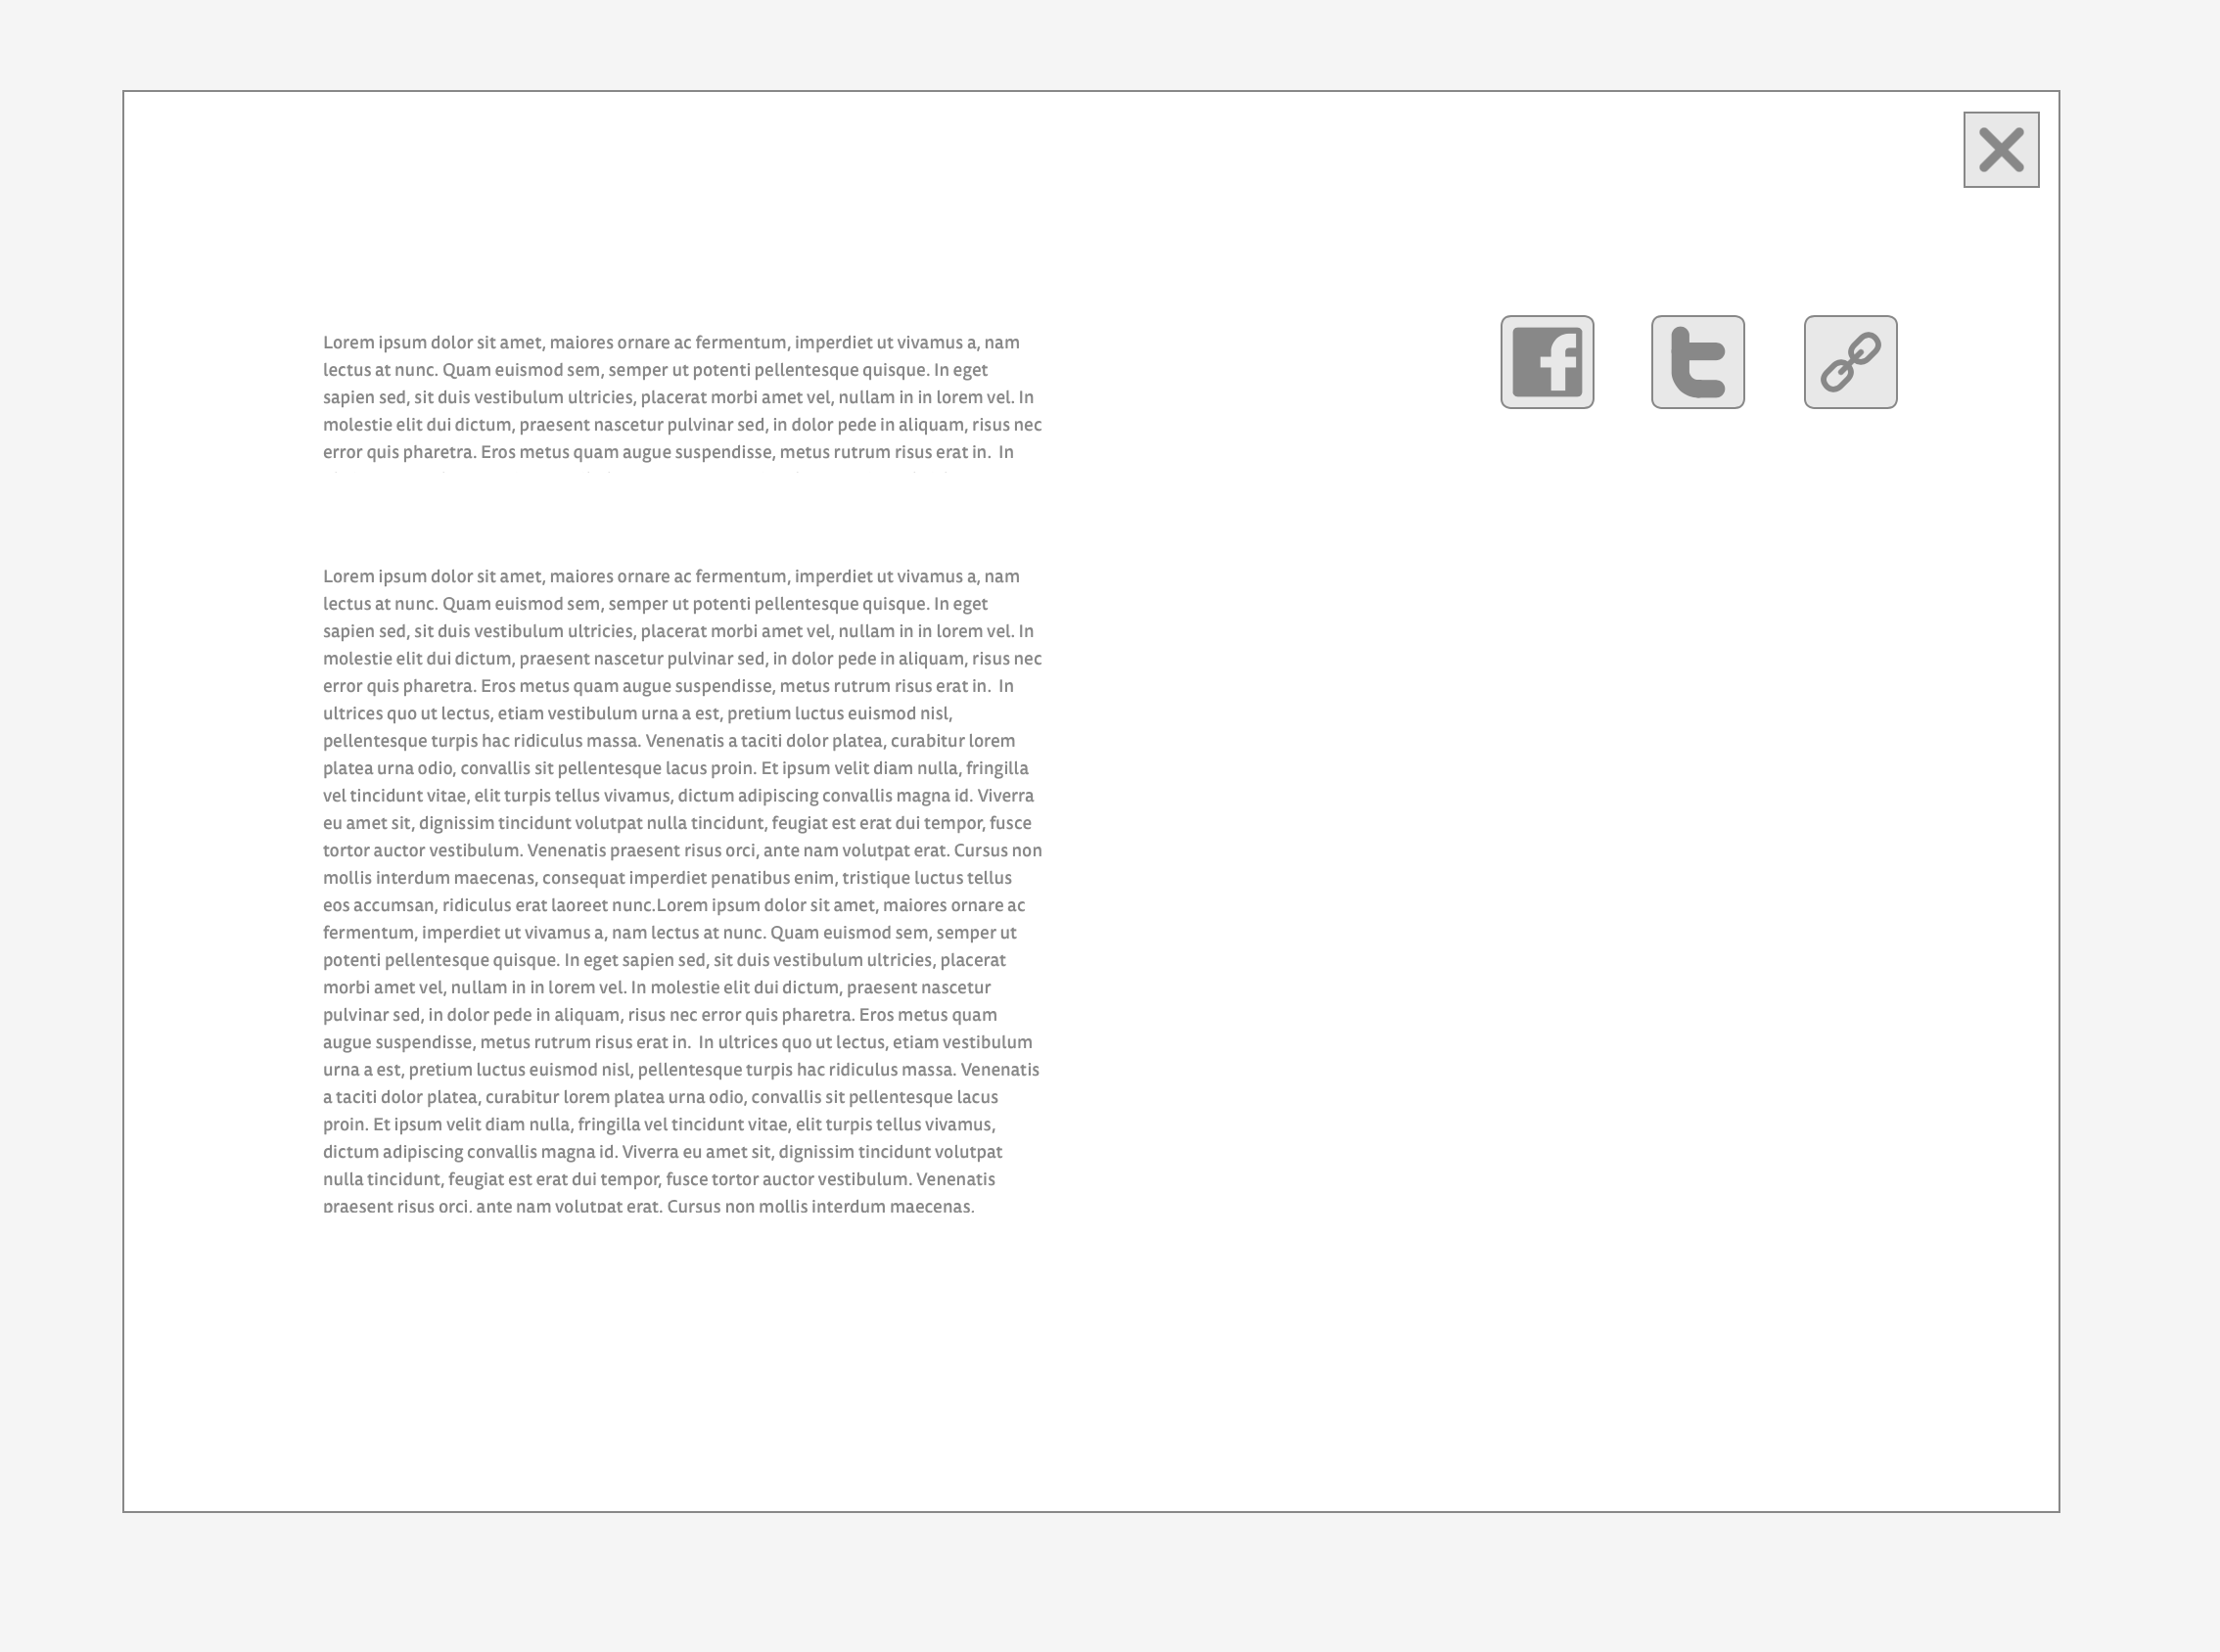 Lorem ipsum dolor sit amet, maiores ornare ac fermentum, imperdiet ut vivamus a, nam
lectus at nunc. Quam euismod sem, semper ut potenti pellentesque quisque. In eget
sapien sed, sit duis vestibulum ultricies, placerat morbi amet vel, nullam in in lorem vel. In
molestie elit dui dictum, praesent nascetur pulvinar sed, in dolor pede in aliquam, risus nec
error quis pharetra. Eros metus quam augue suspendisse, metus rutrum risus erat in.  In
Lorem ipsum dolor sit amet, maiores ornare ac fermentum, imperdiet ut vivamus a, nam
lectus at nunc. Quam euismod sem, semper ut potenti pellentesque quisque. In eget
sapien sed, sit duis vestibulum ultricies, placerat morbi amet vel, nullam in in lorem vel. In
molestie elit dui dictum, praesent nascetur pulvinar sed, in dolor pede in aliquam, risus nec
error quis pharetra. Eros metus quam augue suspendisse, metus rutrum risus erat in.  In
ultrices quo ut lectus, etiam vestibulum urna a est, pretium luctus euismod nisl,
pellentesque turpis hac ridiculus massa. Venenatis a taciti dolor platea, curabitur lorem
platea urna odio, convallis sit pellentesque lacus proin. Et ipsum velit diam nulla, fringilla
vel tincidunt vitae, elit turpis tellus vivamus, dictum adipiscing convallis magna id. Viverra
eu amet sit, dignissim tincidunt volutpat nulla tincidunt, feugiat est erat dui tempor, fusce
tortor auctor vestibulum. Venenatis praesent risus orci, ante nam volutpat erat. Cursus non
mollis interdum maecenas, consequat imperdiet penatibus enim, tristique luctus tellus
eos accumsan, ridiculus erat laoreet nunc.Lorem ipsum dolor sit amet, maiores ornare ac
fermentum, imperdiet ut vivamus a, nam lectus at nunc. Quam euismod sem, semper ut
potenti pellentesque quisque. In eget sapien sed, sit duis vestibulum ultricies, placerat
morbi amet vel, nullam in in lorem vel. In molestie elit dui dictum, praesent nascetur
pulvinar sed, in dolor pede in aliquam, risus nec error quis pharetra. Eros metus quam
augue suspendisse, metus rutrum risus erat in.  In ultrices quo ut lectus, etiam vestibulum
urna a est, pretium luctus euismod nisl, pellentesque turpis hac ridiculus massa. Venenatis
a taciti dolor platea, curabitur lorem platea urna odio, convallis sit pellentesque lacus
proin. Et ipsum velit diam nulla, fringilla vel tincidunt vitae, elit turpis tellus vivamus,
dictum adipiscing convallis magna id. Viverra eu amet sit, dignissim tincidunt volutpat
nulla tincidunt, feugiat est erat dui tempor, fusce tortor auctor vestibulum. Venenatis
praesent risus orci, ante nam volutpat erat. Cursus non mollis interdum maecenas,